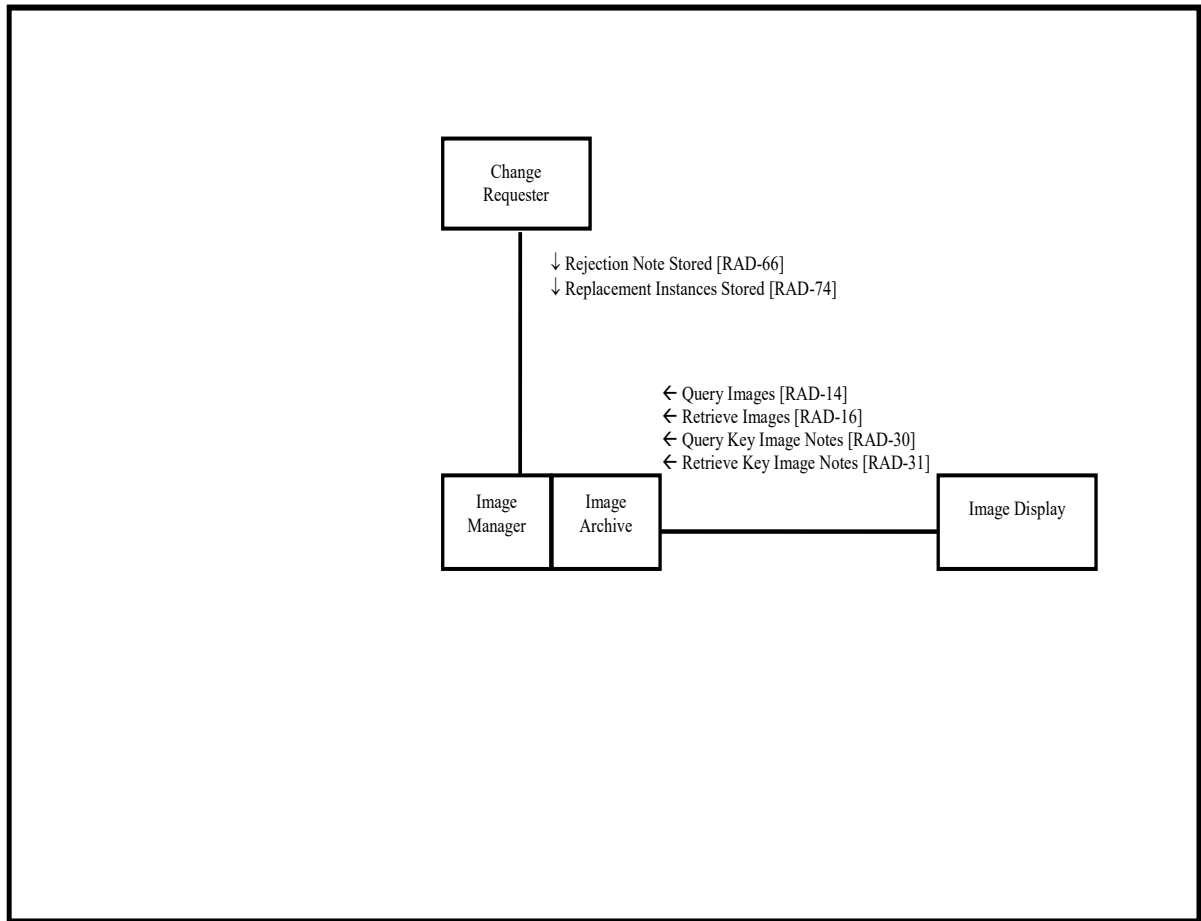 Change
Requester
↓ Rejection Note Stored [RAD-66]
↓ Replacement Instances Stored [RAD-74]
← Query Images [RAD-14]
← Retrieve Images [RAD-16]
← Query Key Image Notes [RAD-30]
← Retrieve Key Image Notes [RAD-31]
Image
Manager
Image
Archive
Image Display